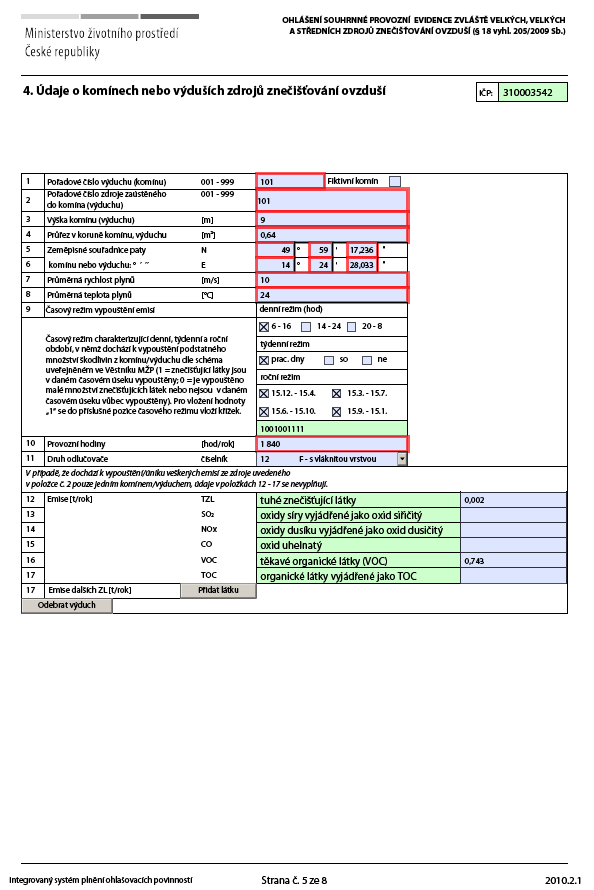 Ministerstvo životního prostředí
České republiky
OHLÁŠENÍ SOUHRNNÉ PROVOZNÍ EVIDENCE ZVLÁŠTĚ VELKÝCH, VELKÝCH
A STŘEDNÍCH ZDROJŮ ZNEČIŠŤOVÁNÍ OVZDUŠÍ (§ 18 vyhl. 205/2009 Sb.)
4. Údaje o komínech nebo výduších zdrojů znečišťování ovzduší
IČP: 310003542
1 Pořadové číslo výduchu (komínu) 001 - 999 101 Fiktivní komín
2 Pořadové číslo zdroje zaústěného do komína (výduchu) 001 - 999 101
3 Výška komínu (výduchu) [m] 9
4 Průřez v koruně komínu, výduchu [m²] 0,64
5 Zeměpisné souřadnice paty N 49 ° 59 ' 17,236 "
6 komínu nebo výduchu: ° ´ ˝ E 14 ° 24 ' 28,033 "
7 Průměrná rychlost plynů [m/s] 10
8 Průměrná teplota plynů [°C] 24
9 Časový režim vypouštění emisí denní režim (hod)
6 - 16 14 - 24 20 - 8
týdenní režim
prac. dny so ne
roční režim
15.12. - 15.4. 15.3. - 15.7.
15.6. - 15.10. 15.9. - 15.1.
1001001111
Časový režim charakterizující denní, týdenní a roční
období, v němž dochází k vypouštění podstatného
množství škodlivin z komínu/výduchu dle schéma
uveřejněném ve Věstníku MŽP (1 = znečišťující látky jsou
v daném časovém úseku vypouštěny; 0 = je vypouštěno
malé množství znečišťujících látek nebo nejsou v daném
časovém úseku vůbec vypouštěny). Pro vložení hodnoty
„1" se do příslušné pozice časového režimu vloží křížek.
10 Provozní hodiny [hod/rok] 1 840
11 Druh odlučovače číselník 12 F - s vláknitou vrstvou
V případě, že dochází k vypouštění/úniku veškerých emisí ze zdroje uvedeného
v položce č. 2 pouze jedním komínem/výduchem, údaje v položkách 12 - 17 se nevyplňují.
12 Emise [t/rok] TZL tuhé znečišťující látky 0,002
13 SO₂ oxidy síry vyjádřené jako oxid siřičitý
14 NOx oxidy dusíku vyjádřené jako oxid dusičitý
15 CO oxid uhelnatý
16 VOC těkavé organické látky (VOC) 0,743
17 TOC organické látky vyjádřené jako TOC
17 Emise dalších ZL [t/rok] Přidat látku
Odebrat výduch
Integrovaný systém plnění ohlašovacích povinností
Strana č. 5 ze 8
2010.2.1